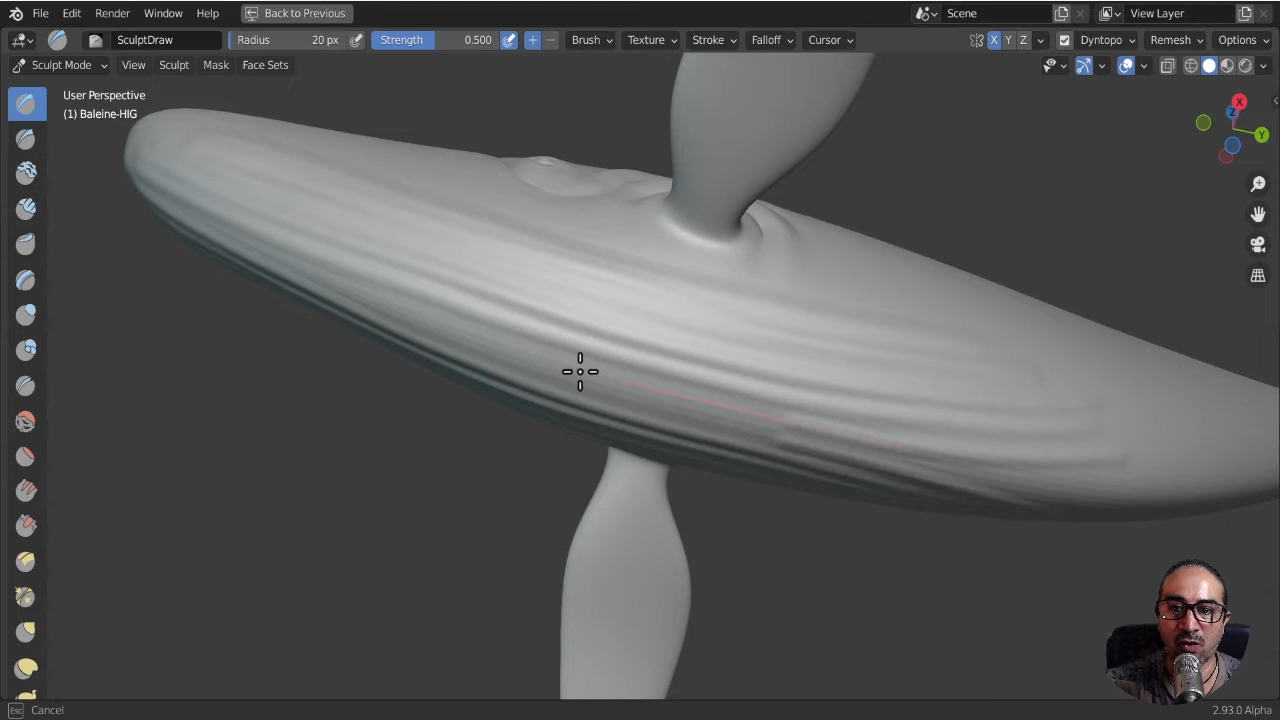 File Edit Render Window Help Back to Previous Scene View Layer
SculptDraw Radius 20 px Strength 0.500 Brush Texture Stroke Falloff Cursor X Y Z Dyntopo Remesh Options
Sculpt Mode View Sculpt Mask Face Sets
User Perspective
(1) Baleine-HIG
X
Z
Y
Esc Cancel 2.93.0 Alpha